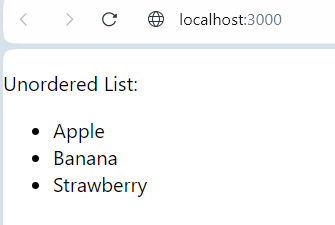 localhost:3000
Unordered List:
Apple
Banana
Strawberry